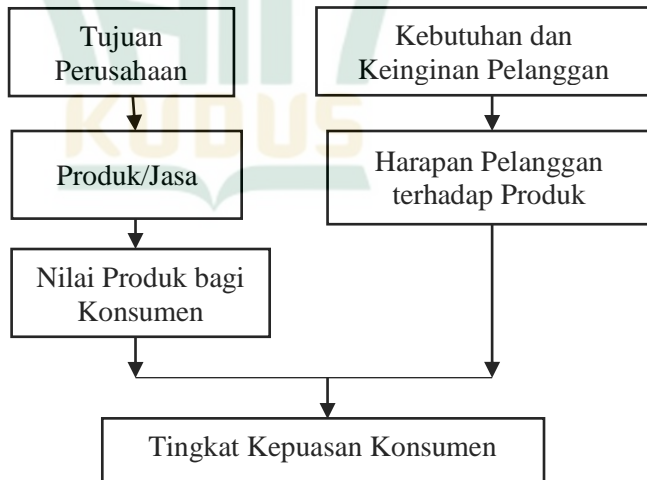 Tujuan
Perusahaan
Kebutuhan dan
Keinginan Pelanggan
KUDUS
Produk/Jasa
Harapan Pelanggan
terhadap Produk
Nilai Produk bagi
Konsumen
Tingkat Kepuasan Konsumen